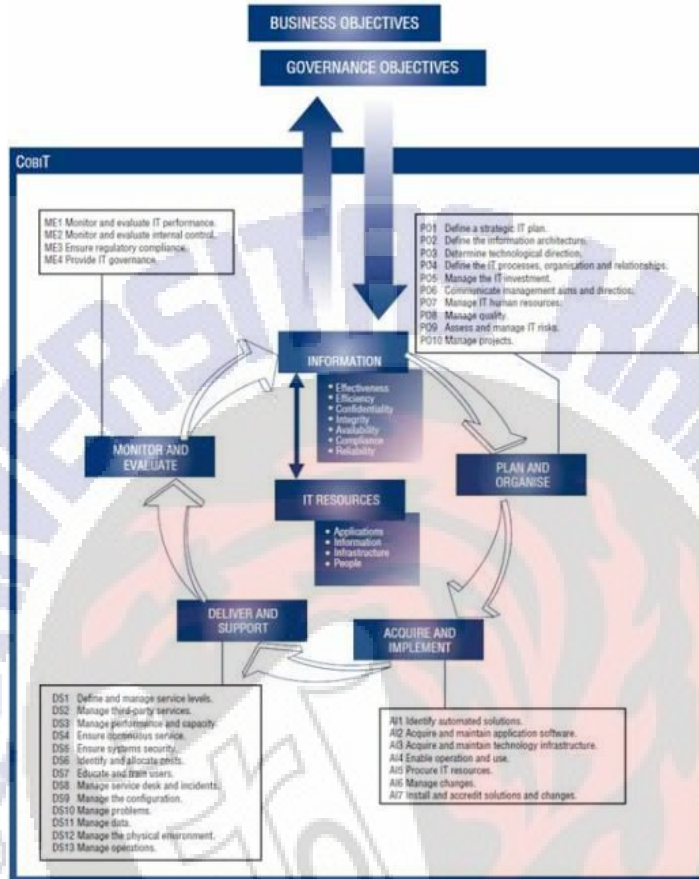 BUSINESS OBJECTIVES
GOVERNANCE OBJECTIVES
COBIT
ME1 Monitor and evaluate IT performance.
ME2 Monitor and evaluate internal control.
ME3 Ensure regulatory compliance.
ME4 Provide IT governance.
PO1 Define a strategic IT plan.
PO2 Define the information architecture.
PO3 Determine technological direction.
PO4 Define the IT processes, organisation and relationships.
PO5 Manage the IT investment.
PO6 Communicate management aims and direction.
PO7 Manage IT human resources.
PO8 Manage quality.
PO9 Assess and manage IT risks.
PO10 Manage projects.
INFORMATION
• Effectiveness
• Efficiency
• Confidentiality
• Integrity
• Availability
• Compliance
• Reliability
MONITOR AND
EVALUATE
PLAN AND
ORGANISE
IT RESOURCES
• Applications
• Information
• Infrastructure
• People
DELIVER AND
SUPPORT
ACQUIRE AND
IMPLEMENT
DS1 Define and manage service levels.
DS2 Manage third-party services.
DS3 Manage performance and capacity.
DS4 Ensure continuous service.
DS5 Ensure systems security.
DS6 Identify and allocate costs.
DS7 Educate and train users.
DS8 Manage service desk and incidents.
DS9 Manage the configuration.
DS10 Manage problems.
DS11 Manage data.
DS12 Manage the physical environment.
DS13 Manage operations.
AI1 Identify automated solutions.
AI2 Acquire and maintain application software.
AI3 Acquire and maintain technology infrastructure.
AI4 Enable operation and use.
AI5 Procure IT resources.
AI6 Manage changes.
AI7 Install and accredit solutions and changes.